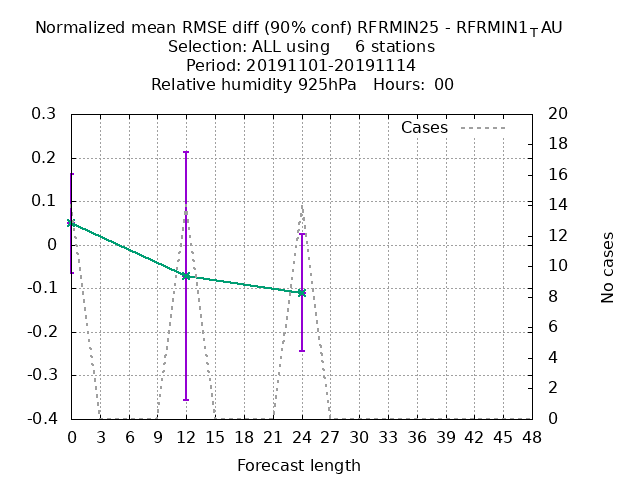 Normalized mean RMSE diff (90% conf) RFRMIN25 - RFRMIN1_TAU
Selection: ALL using     6 stations
Period: 20191101-20191114
Relative humidity 925hPa   Hours: 00
Cases
0.3
0.2
0.1
0
-0.1
-0.2
-0.3
-0.4
20
18
16
14
12
10
8
6
4
2
0
No cases
0 3 6 9 12 15 18 21 24 27 30 33 36 39 42 45 48
Forecast length